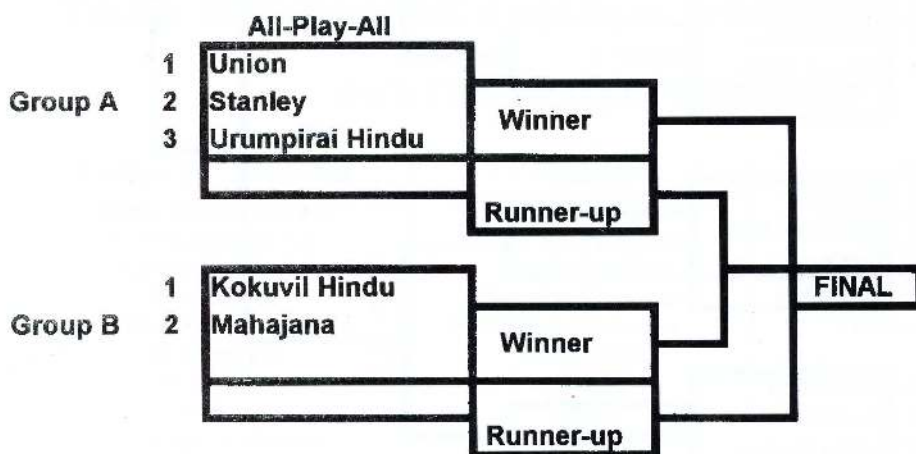 All-Play-All
Group A
1 Union
2 Stanley
3 Urumpirai Hindu
Winner
Runner-up
Group B
1 Kokuvil Hindu
2 Mahajana
Winner
Runner-up
FINAL